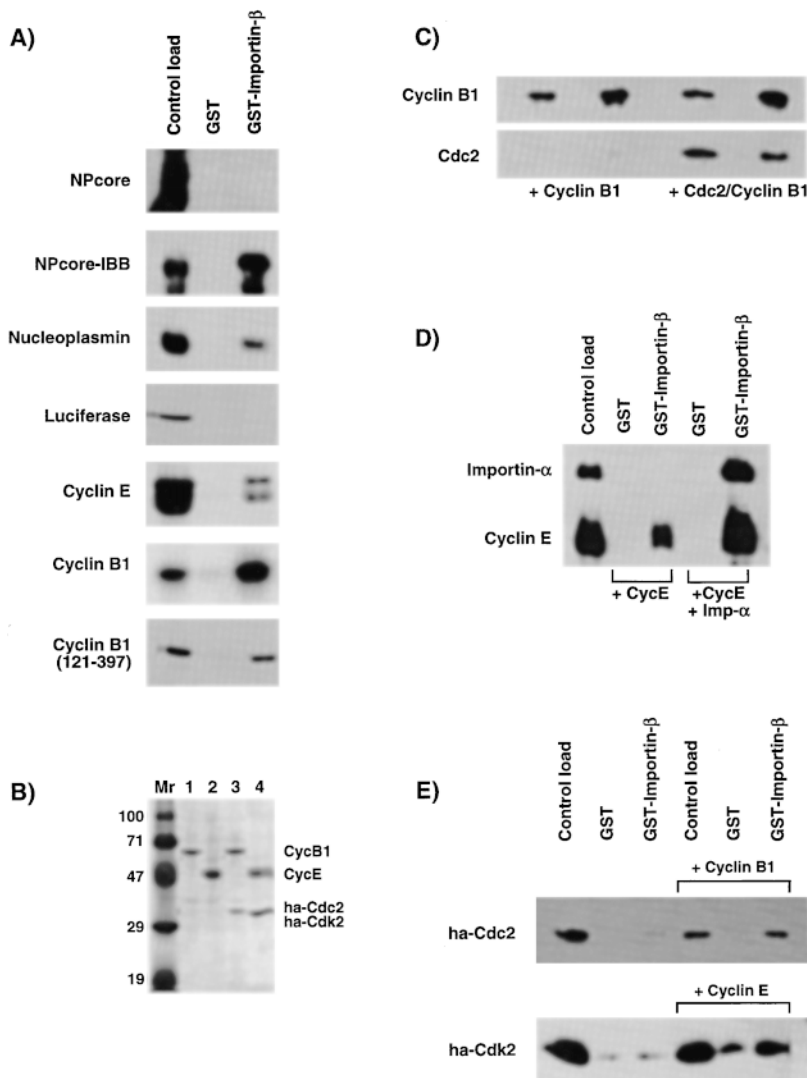 A)
Control load
GST
GST-Importin-β
NPcore
NPcore-IBB
Nucleoplasmin
Luciferase
Cyclin E
Cyclin B1
Cyclin B1
(121-397)
B)
Mr 1 2 3 4
100
71
47
29
19
CycB1
CycE
ha-Cdc2
ha-Cdk2
C)
Cyclin B1
Cdc2
+ Cyclin B1
+ Cdc2/Cyclin B1
D)
Control load
GST
GST-Importin-β
GST
GST-Importin-β
Importin-α
Cyclin E
+ CycE
+CycE
+ Imp-α
E)
Control load
GST
GST-Importin-β
Control load
GST
GST-Importin-β
+ Cyclin B1
ha-Cdc2
+ Cyclin E
ha-Cdk2